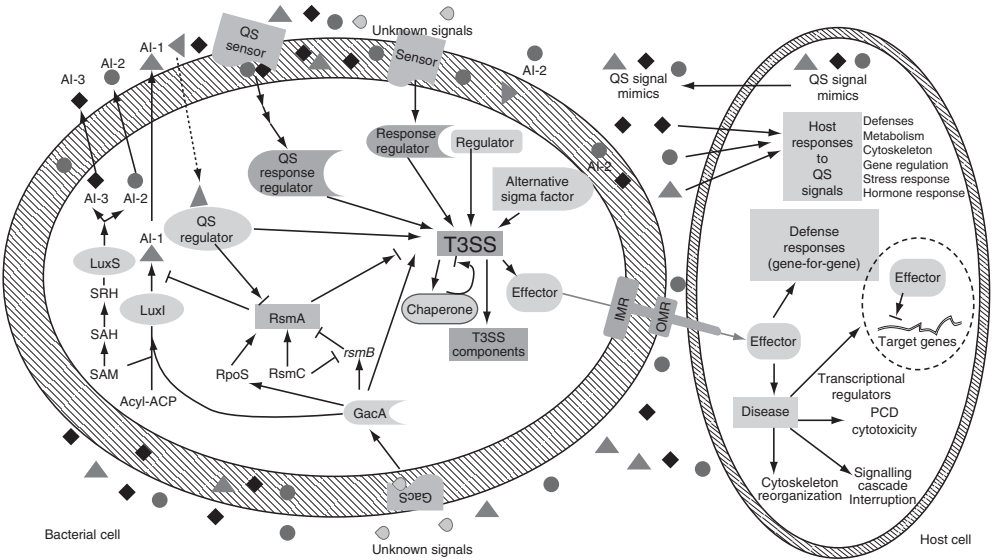 Unknown signals
QS
sensor
Sensor
AI-1
AI-2
AI-3
AI-2
QS signal
mimics
QS signal
mimics
Host
responses
to
QS
signals
Defenses
Metabolism
Cytoskeleton
Gene regulation
Stress response
Hormone response
Response
regulator
Regulator
QS
response
regulator
Alternative
sigma factor
AI-2
AI-3
AI-2
QS
regulator
AI-1
T3SS
Defense
responses
(gene-for-gene)
LuxS
SRH
LuxI
Chaperone
Effector
IMR
OMR
Effector
Target genes
RsmA
SAH
T3SS
components
Effector
rsmB
SAM
RpoS
RsmC
Acyl-ACP
GacA
Transcriptional
regulators
Disease
PCD
cytotoxicity
Cytoskeleton
reorganization
Signalling
cascade
Interruption
GacS
Bacterial cell
Unknown signals
Host cell